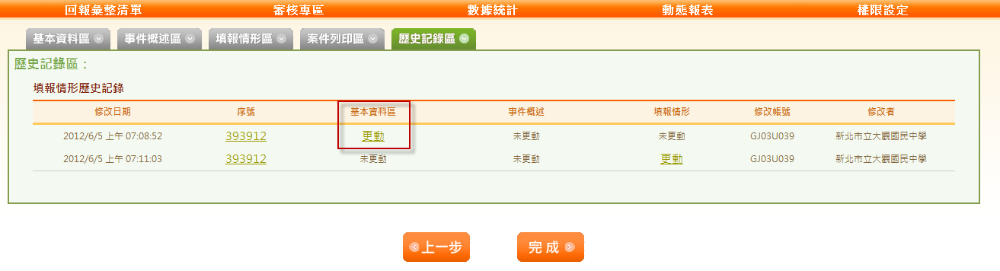 回報彙整清單 審核專區 數據統計 動態報表 權限設定
基本資料區 事件概述區 填報情形區 案件列印區 歷史記錄區
歷史記錄區：
填報情形歷史記錄
修改日期 序號 基本資料區 事件概述 填報情形 修改帳號 修改者
2012/6/5 上午 07:08:52 393912 更動 未更動 未更動 GJ03U039 新北市立大觀國民中學
2012/6/5 上午 07:11:03 393912 未更動 未更動 更動 GJ03U039 新北市立大觀國民中學
上一步 完成